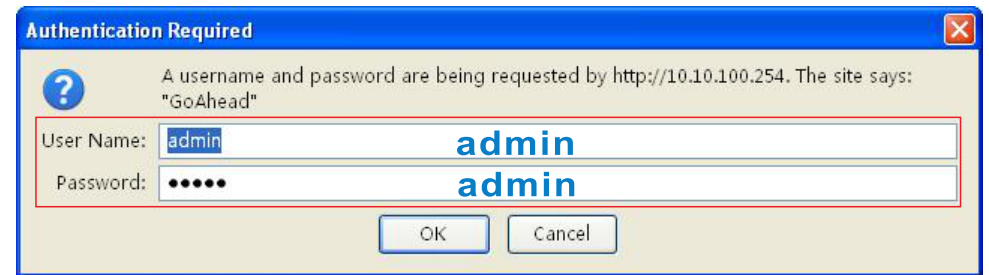 Authentication Required
A username and password are being requested by http://10.10.100.254. The site says:
"GoAhead"
User Name: admin admin
Password: ••••• admin
OK Cancel